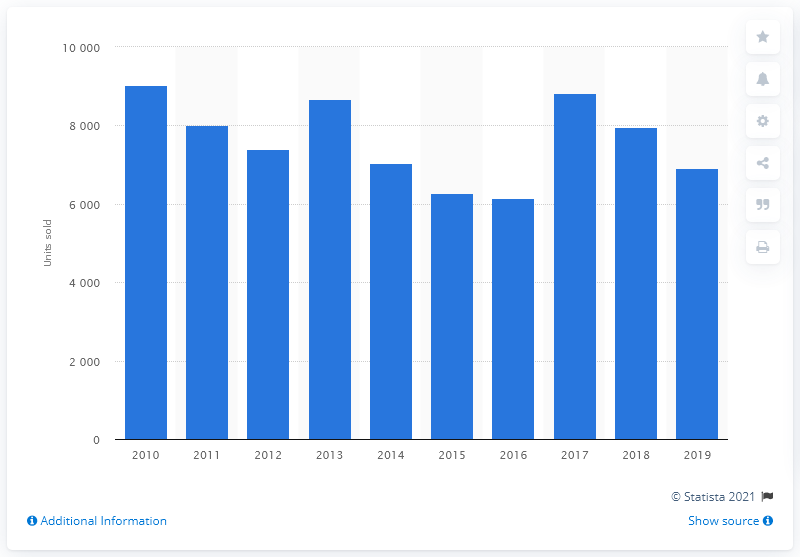 10 000
8 000
6 000
4 000
2 000
0
Units sold
2010 2011 2012 2013 2014 2015 2016 2017 2018 2019
© Statista 2021
Additional Information
Show source